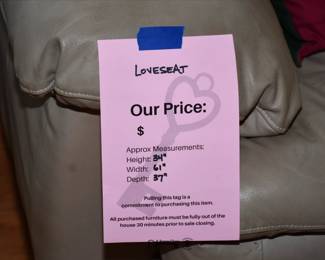 LOVESEAT
Our Price:
$
Approx Measurements:
Height: 34"
Width: 61"
Depth: 37"
Pulling this tag is a
commitment to purchasing this item.
All purchased furniture must be fully out of the
house 30 minutes prior to sale closing.